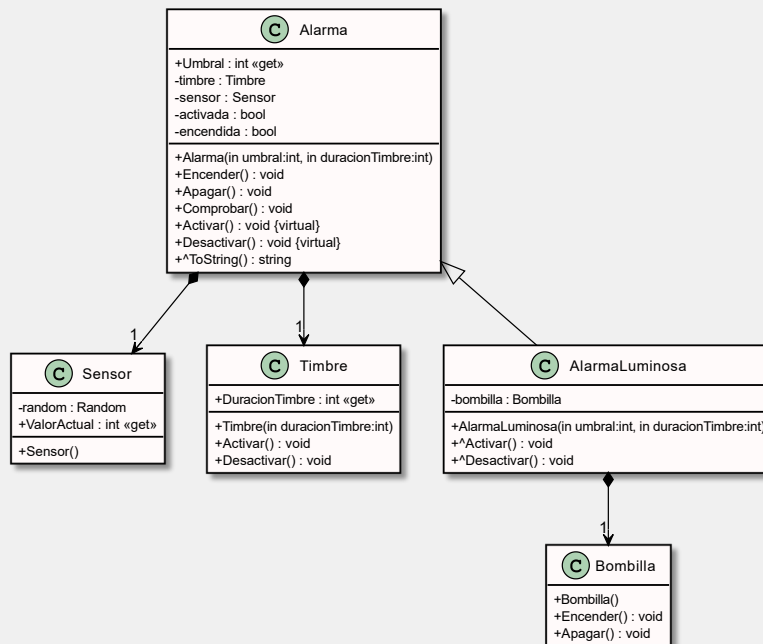 C Alarma
+Umbral : int «get»
-timbre : Timbre
-sensor : Sensor
-activada : bool
-encendida : bool
+Alarma(in umbral:int, in duracionTimbre:int)
+Encender() : void
+Apagar() : void
+Comprobar() : void
+Activar() : void {virtual}
+Desactivar() : void {virtual}
+^ToString() : string
1
1
C Sensor
-random : Random
+ValorActual : int «get»
+Sensor()
C Timbre
+DuracionTimbre : int «get»
+Timbre(in duracionTimbre:int)
+Activar() : void
+Desactivar() : void
C AlarmaLuminosa
-bombilla : Bombilla
+AlarmaLuminosa(in umbral:int, in duracionTimbre:int)
+^Activar() : void
+^Desactivar() : void
1
C Bombilla
+Bombilla()
+Encender() : void
+Apagar() : void